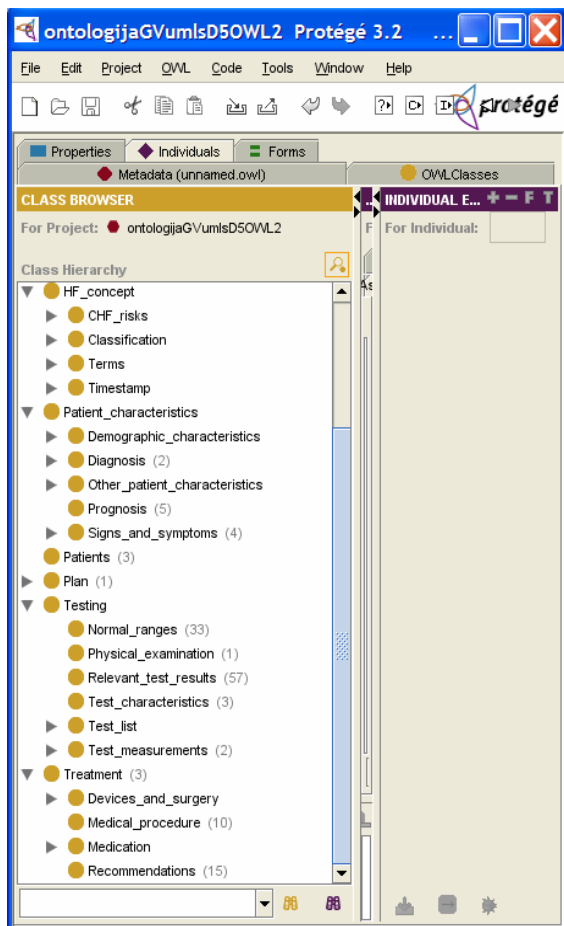 ontologijaGVumlsD5OWL2 Protégé 3.2 ...
File Edit Project OWL Code Tools Window Help
protégé
Properties Individuals Forms
Metadata (unnamed.owl) OWLClasses
CLASS BROWSER
.. INDIVIDUAL E... F T
For Project: ontologijaGVumlsD5OWL2
F For Individual:
Class Hierarchy
As
HF_concept
CHF_risks
Classification
Terms
Timestamp
Patient_characteristics
Demographic_characteristics
Diagnosis (2)
Other_patient_characteristics
Prognosis (5)
Signs_and_symptoms (4)
Patients (3)
Plan (1)
Testing
Normal_ranges (33)
Physical_examination (1)
Relevant_test_results (57)
Test_characteristics (3)
Test_list
Test_measurements (2)
Treatment (3)
Devices_and_surgery
Medical_procedure (10)
Medication
Recommendations (15)